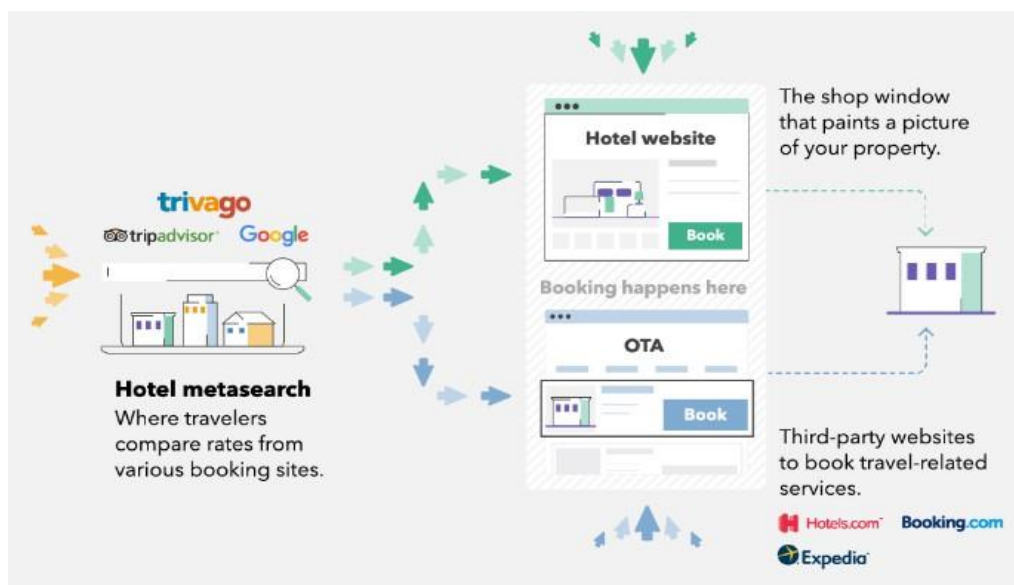 trivago
tripadvisor
Google
Hotel metasearch
Where travelers
compare rates from
various booking sites.
Hotel website
Book
Booking happens here
OTA
Book
The shop window
that paints a picture
of your property.
Third-party websites
to book travel-related
services.
H Hotels.com
Booking.com
Expedia